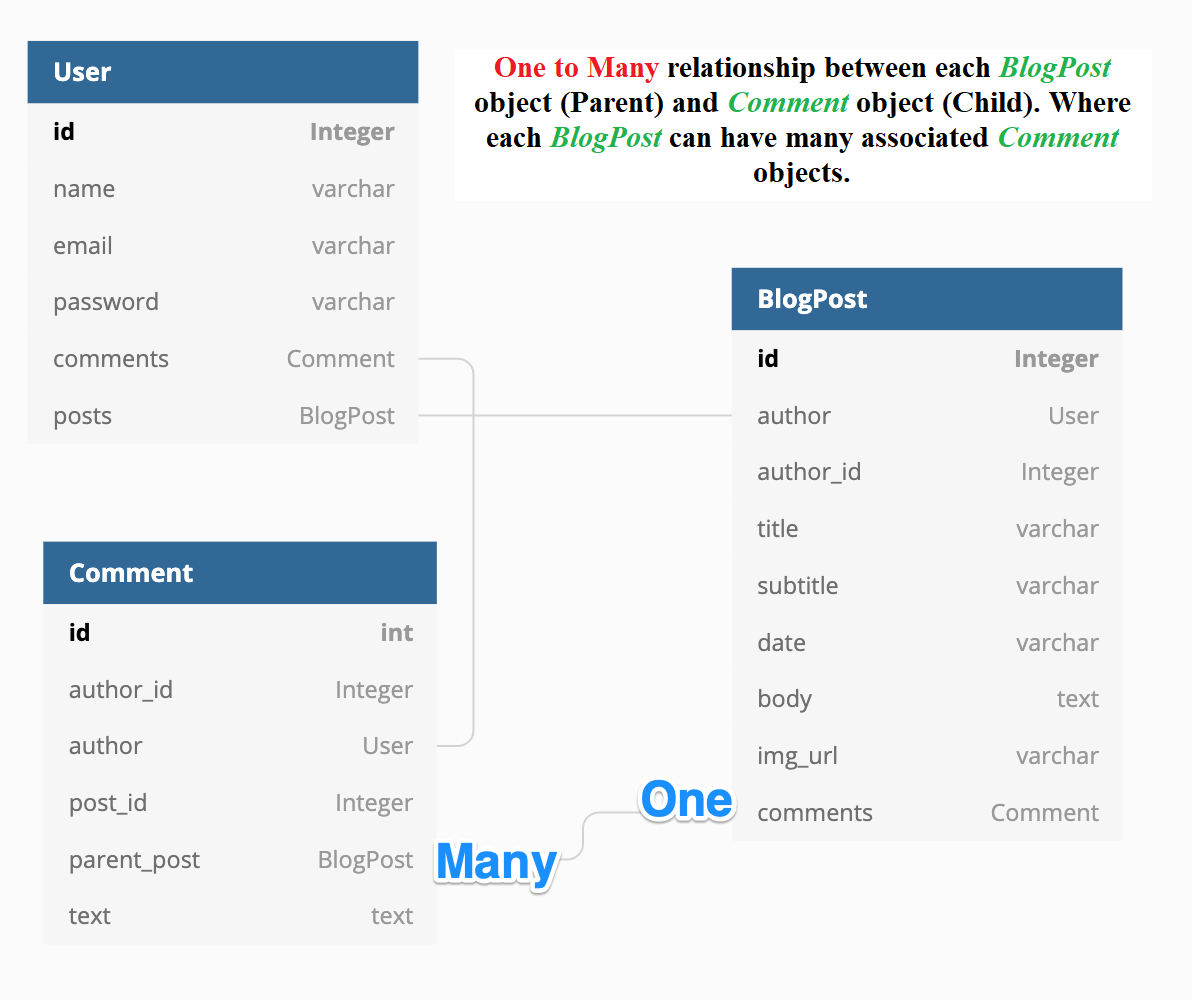 User
id Integer
name varchar
email varchar
password varchar
comments Comment
posts BlogPost
One to Many relationship between each BlogPost
object (Parent) and Comment object (Child). Where
each BlogPost can have many associated Comment
objects.
BlogPost
id Integer
author User
author_id Integer
title varchar
subtitle varchar
date varchar
body text
img_url varchar
comments Comment
One
Comment
id int
author_id Integer
author User
post_id Integer
parent_post BlogPost
text text
Many